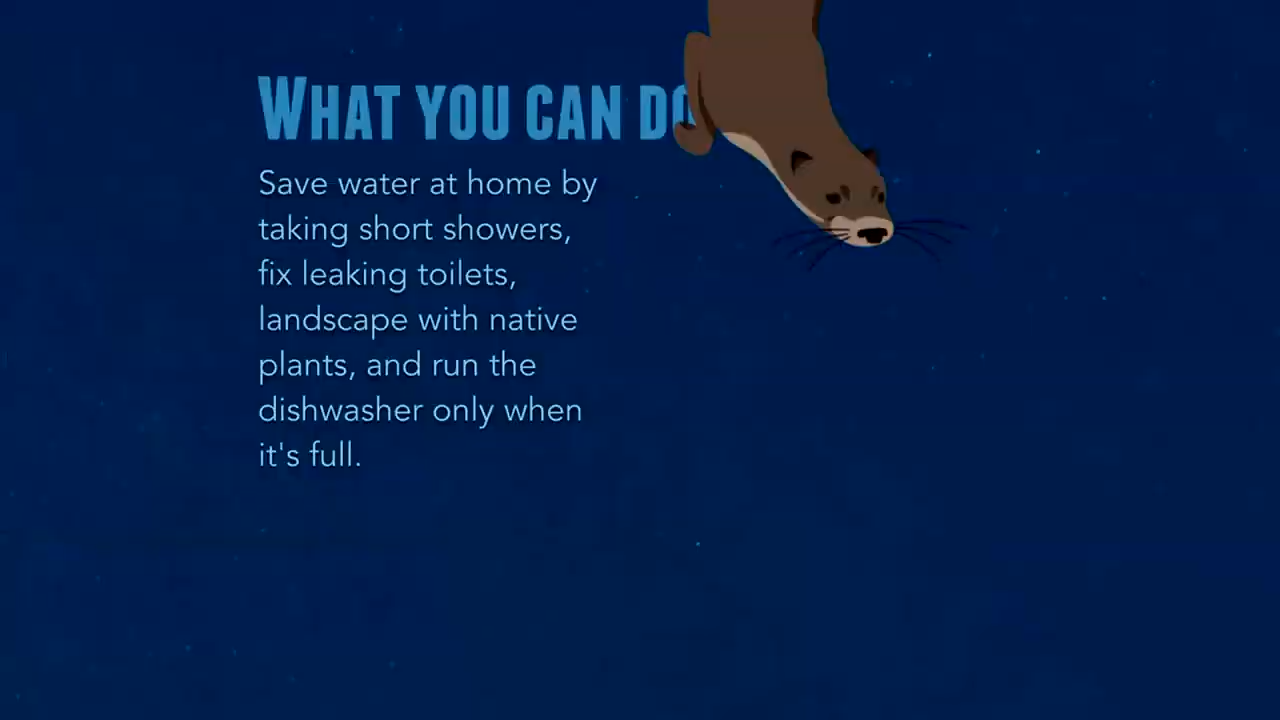 What you can do
Save water at home by
taking short showers,
fix leaking toilets,
landscape with native
plants, and run the
dishwasher only when
it's full.